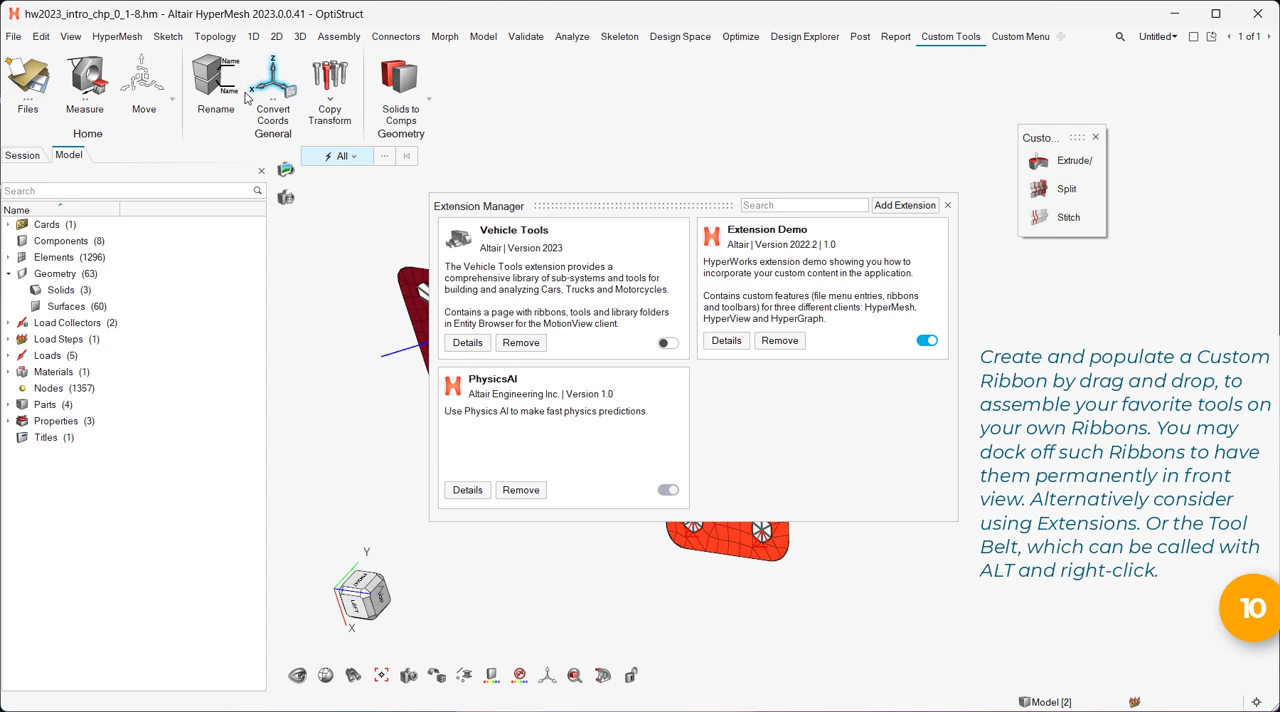 hw2023_intro_chp_0_1-8.hm - Altair HyperMesh 2023.0.0.41 - OptiStruct
File Edit View HyperMesh Sketch Topology 1D 2D 3D Assembly Connectors Morph Model Validate Analyze Skeleton Design Space Optimize Design Explorer Post Report Custom Tools Custom Menu Untitled 1 of 1
Name
Name
Z
X
Files Measure Move Rename Convert Coords Copy Transform Solids to Comps
Home General Geometry
Session Model
All
Search
Name
Cards (1)
Components (8)
Elements (1296)
Geometry (63)
Solids (3)
Surfaces (60)
Load Collectors (2)
Load Steps (1)
Loads (5)
Materials (1)
Nodes (1357)
Parts (4)
Properties (3)
Titles (1)
Custo...
Extrude/
Split
Stitch
Extension Manager Search Add Extension
Vehicle Tools
Altair | Version 2023
The Vehicle Tools extension provides a
comprehensive library of sub-systems and tools for
building and analyzing Cars, Trucks and Motorcycles.
Contains a page with ribbons, tools and library folders
in Entity Browser for the MotionView client.
Details Remove
Extension Demo
Altair | Version 2022.2 | 1.0
HyperWorks extension demo showing you how to
incorporate your custom content in the application.
Contains custom features (file menu entries, ribbons
and toolbars) for three different clients: HyperMesh,
HyperView and HyperGraph.
Details Remove
PhysicsAI
Altair Engineering Inc. | Version 1.0
Use Physics AI to make fast physics predictions.
Details Remove
Create and populate a Custom
Ribbon by drag and drop, to
assemble your favorite tools on
your own Ribbons. You may
dock off such Ribbons to have
them permanently in front
view. Alternatively consider
using Extensions. Or the Tool
Belt, which can be called with
ALT and right-click.
10
Y
LEFT
X
Model [2]